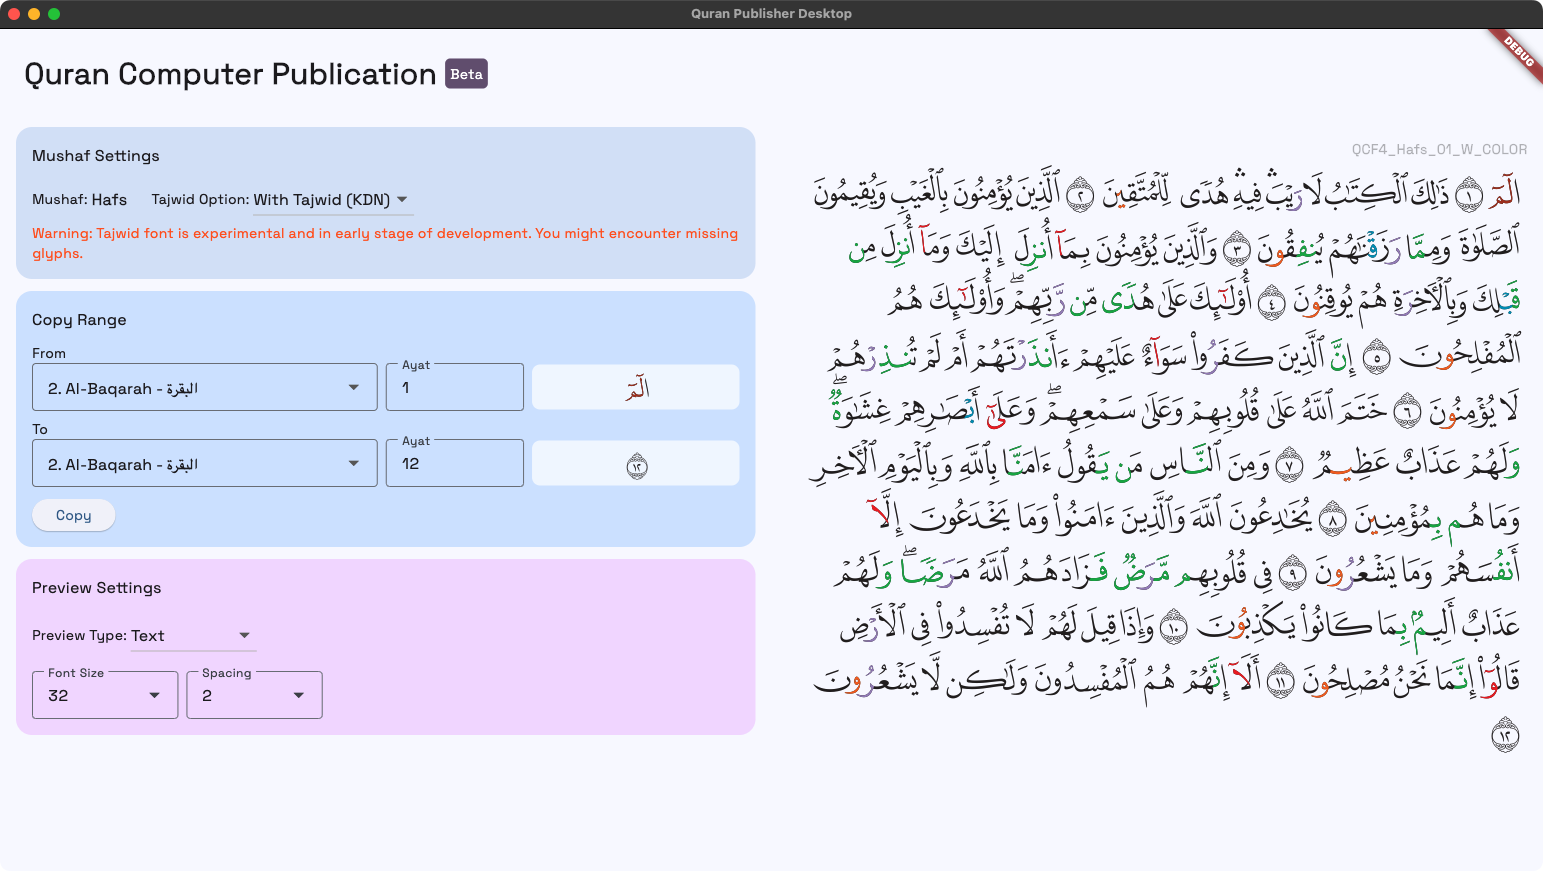 Quran Publisher Desktop
DEBUG
Quran Computer Publication Beta
Mushaf Settings
Mushaf: Hafs Tajwid Option: With Tajwid (KDN)
Warning: Tajwid font is experimental and in early stage of development. You might encounter missing
glyphs.
Copy Range
From
2. Al-Baqarah - البقرة
Ayat
1
الٓمٓ
To
2. Al-Baqarah - البقرة
Ayat
12
١٢
Copy
Preview Settings
Preview Type: Text
Font Size
32
Spacing
2
QCF4_Hafs_01_W_COLOR
الٓمٓ ١ ذَٰلِكَ ٱلۡكِتَٰبُ لَا رَيۡبَۛ فِيهِۛ هُدٗى لِّلۡمُتَّقِينَ ٢ ٱلَّذِينَ يُؤۡمِنُونَ بِٱلۡغَيۡبِ وَيُقِيمُونَ
ٱلصَّلَوٰةَ وَمِمَّا رَزَقۡنَٰهُمۡ يُنفِقُونَ ٣ وَٱلَّذِينَ يُؤۡمِنُونَ بِمَآ أُنزِلَ إِلَيۡكَ وَمَآ أُنزِلَ مِن
قَبۡلِكَ وَبِٱلۡأٓخِرَةِ هُمۡ يُوقِنُونَ ٤ أُوْلَٰٓئِكَ عَلَىٰ هُدٗى مِّن رَّبِّهِمۡۖ وَأُوْلَٰٓئِكَ هُمُ
ٱلۡمُفۡلِحُونَ ٥ إِنَّ ٱلَّذِينَ كَفَرُواْ سَوَآءٌ عَلَيۡهِمۡ ءَأَنذَرۡتَهُمۡ أَمۡ لَمۡ تُنذِرۡهُمۡ
لَا يُؤۡمِنُونَ ٦ خَتَمَ ٱللَّهُ عَلَىٰ قُلُوبِهِمۡ وَعَلَىٰ سَمۡعِهِمۡۖ وَعَلَىٰٓ أَبۡصَٰرِهِمۡ غِشَٰوَةٞۖ
وَلَهُمۡ عَذَابٌ عَظِيمٞ ٧ وَمِنَ ٱلنَّاسِ مَن يَقُولُ ءَامَنَّا بِٱللَّهِ وَبِٱلۡيَوۡمِ ٱلۡأٓخِرِ
وَمَا هُم بِمُؤۡمِنِينَ ٨ يُخَٰدِعُونَ ٱللَّهَ وَٱلَّذِينَ ءَامَنُواْ وَمَا يَخۡدَعُونَ إِلَّآ
أَنفُسَهُمۡ وَمَا يَشۡعُرُونَ ٩ فِي قُلُوبِهِم مَّرَضٞ فَزَادَهُمُ ٱللَّهُ مَرَضٗاۖ وَلَهُمۡ
عَذَابٌ أَلِيمُۢ بِمَا كَانُواْ يَكۡذِبُونَ ١٠ وَإِذَا قِيلَ لَهُمۡ لَا تُفۡسِدُواْ فِي ٱلۡأَرۡضِ
قَالُوٓاْ إِنَّمَا نَحۡنُ مُصۡلِحُونَ ١١ أَلَآ إِنَّهُمۡ هُمُ ٱلۡمُفۡسِدُونَ وَلَٰكِن لَّا يَشۡعُرُونَ
١٢